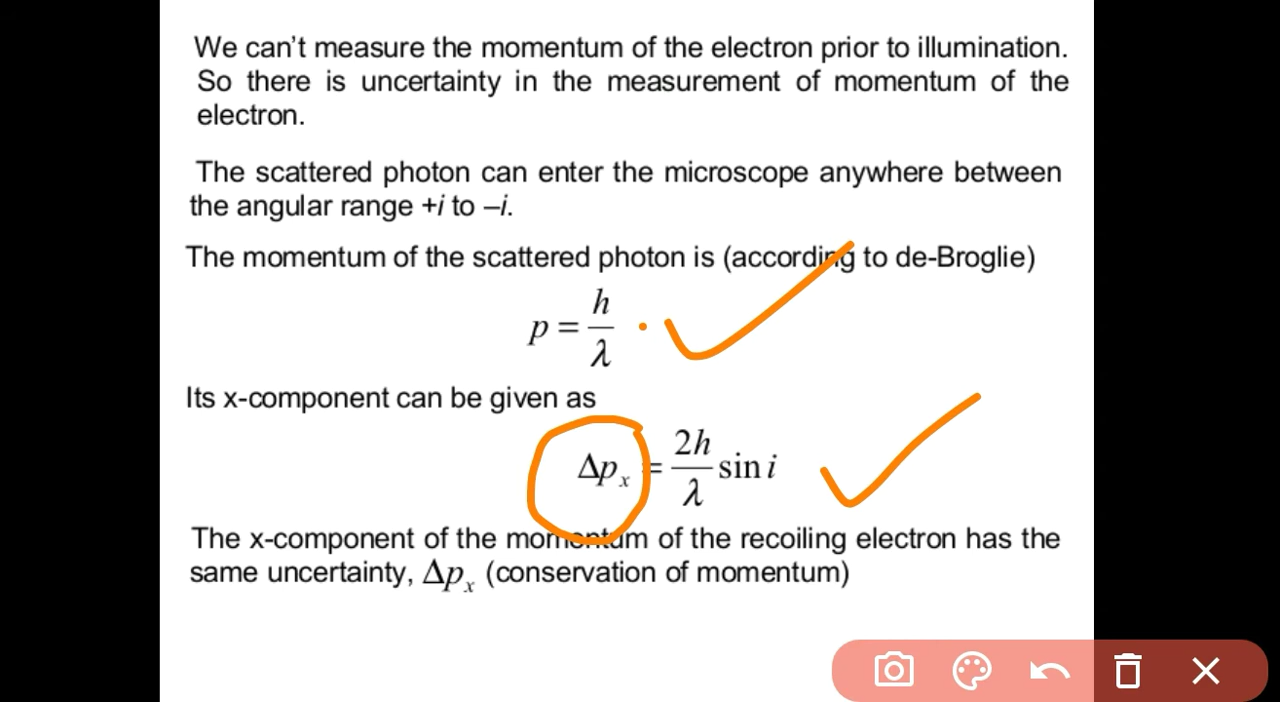 We can't measure the momentum of the electron prior to illumination.
So there is uncertainty in the measurement of momentum of the
electron.
The scattered photon can enter the microscope anywhere between
the angular range +i to –i.
The momentum of the scattered photon is (according to de-Broglie)
p = h/λ
Its x-component can be given as
Δpₓ = 2h/λ sin i
The x-component of the momentum of the recoiling electron has the
same uncertainty, Δpₓ (conservation of momentum)